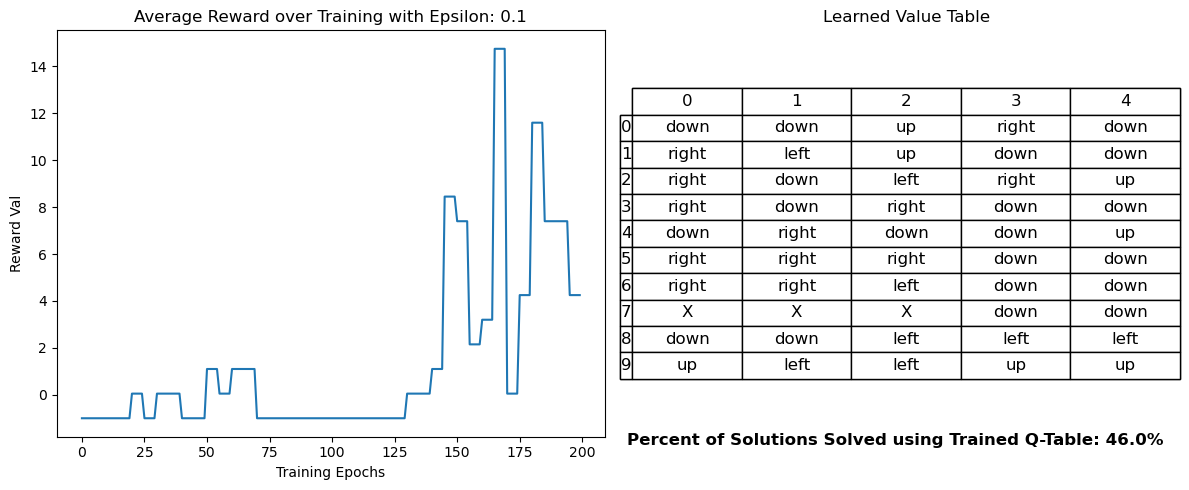 Average Reward over Training with Epsilon: 0.1
Reward Val
14
12
10
8
6
4
2
0
0 25 50 75 100 125 150 175 200
Training Epochs
Learned Value Table
0 1 2 3 4
0 down down up right down
1 right left up down down
2 right down left right up
3 right down right down down
4 down right down down up
5 right right right down down
6 right right left down down
7 X X X down down
8 down down left left left
9 up left left up up
Percent of Solutions Solved using Trained Q-Table: 46.0%